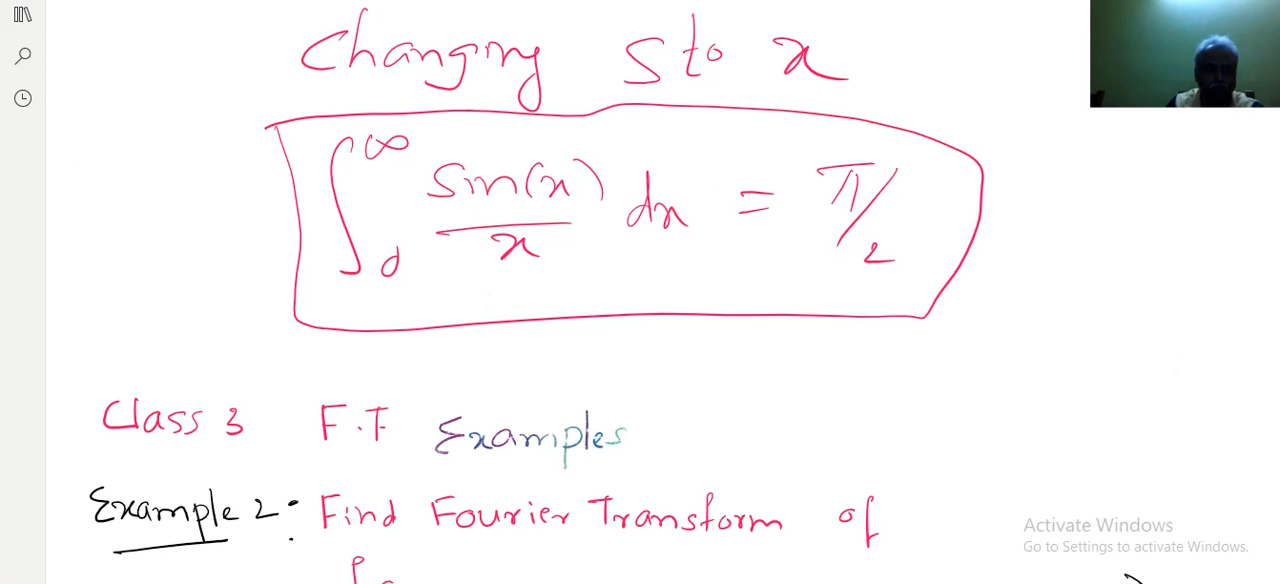 Changing s to x
∫₀^∞ sin(x)/x dx = π/2
Class 3 F.T Examples
Example 2: Find Fourier Transform of
Activate Windows
Go to Settings to activate Windows.